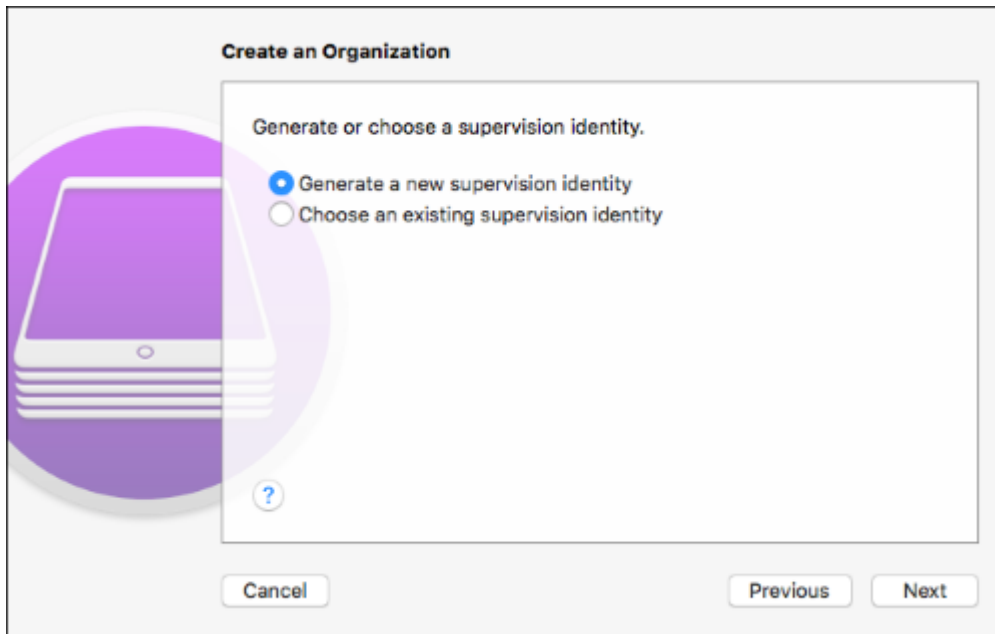 Create an Organization
Generate or choose a supervision identity.
Generate a new supervision identity
Choose an existing supervision identity
?
Cancel
Previous
Next